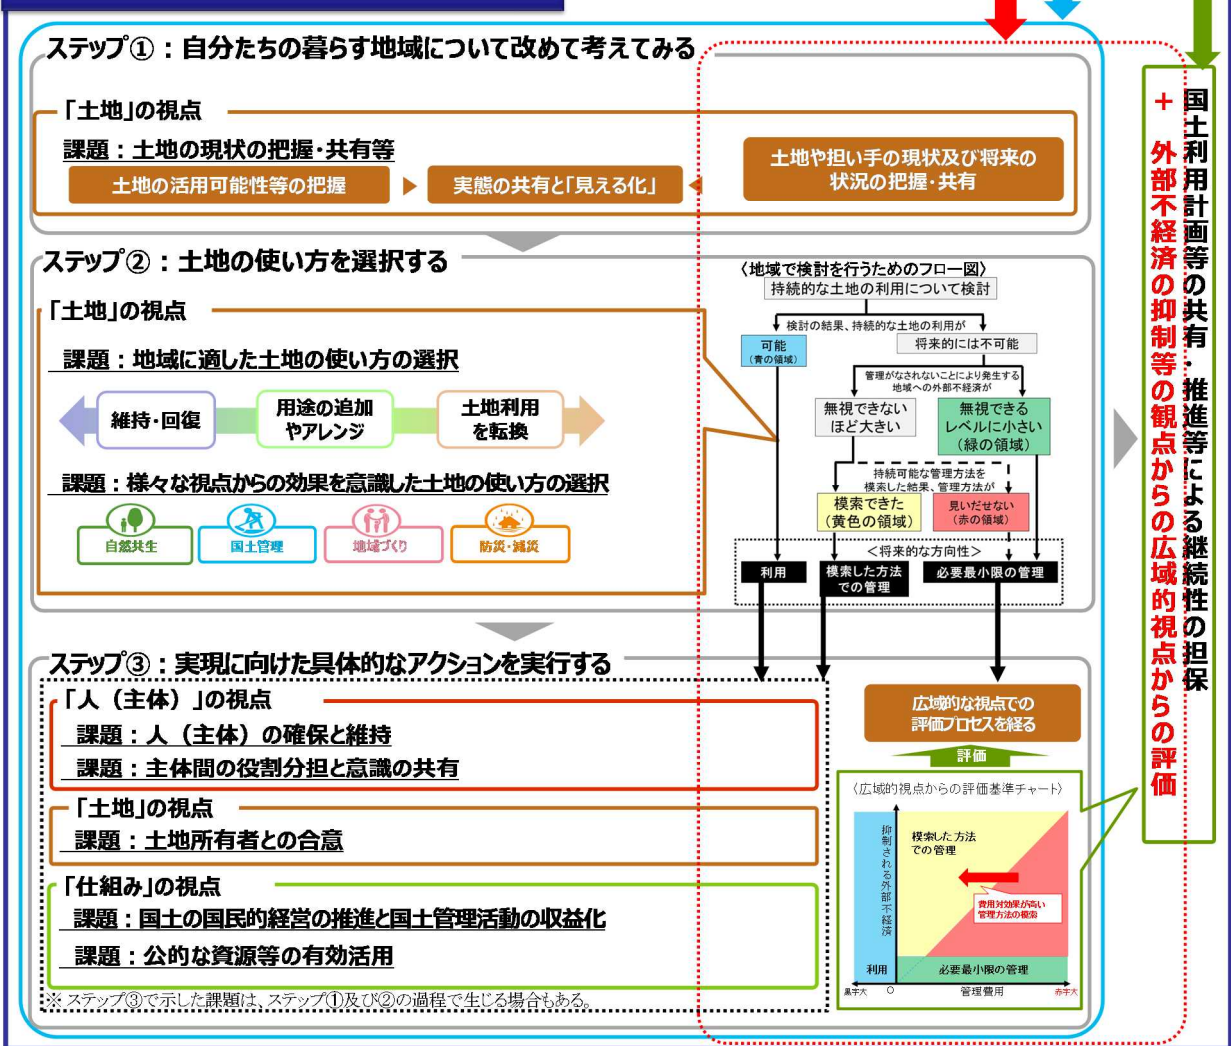 ステップ①：自分たちの暮らす地域について改めて考えてみる
「土地」の視点
課題：土地の現状の把握・共有等
土地の活用可能性等の把握
実態の共有と「見える化」
土地や担い手の現状及び将来の
状況の把握・共有
ステップ②：土地の使い方を選択する
「土地」の視点
課題：地域に適した土地の使い方の選択
維持・回復
用途の追加
やアレンジ
土地利用
を転換
課題：様々な視点からの効果を意識した土地の使い方の選択
自然共生
国土管理
地域づくり
防災・減災
〈地域で検討を行うためのフロー図〉
持続的な土地の利用について検討
検討の結果、持続的な土地の利用が
可能
（青の領域）
将来的には不可能
管理がなされないことにより発生する
地域への外部不経済が
無視できない
ほど大きい
無視できる
レベルに小さい
（緑の領域）
持続可能な管理方法を
模索した結果、管理方法が
模索できた
（黄色の領域）
見いだせない
（赤の領域）
＜将来的な方向性＞
利用
模索した方法
での管理
必要最小限の管理
ステップ③：実現に向けた具体的なアクションを実行する
「人（主体）」の視点
課題：人（主体）の確保と維持
課題：主体間の役割分担と意識の共有
「土地」の視点
課題：土地所有者との合意
「仕組み」の視点
課題：国土の国民的経営の推進と国土管理活動の収益化
課題：公的な資源等の有効活用
※ ステップ③で示した課題は、ステップ①及び②の過程で生じる場合もある。
広域的な視点での
評価プロセスを経る
評価
〈広域的視点からの評価基準チャート〉
抑制される外部不経済
模索した方法
での管理
費用対効果が高い
管理方法の模索
利用
必要最小限の管理
黒字大
O
管理費用
赤字大
国土利用計画等の共有・推進等による継続性の担保
＋ 外部不経済の抑制等の観点からの広域的視点からの評価